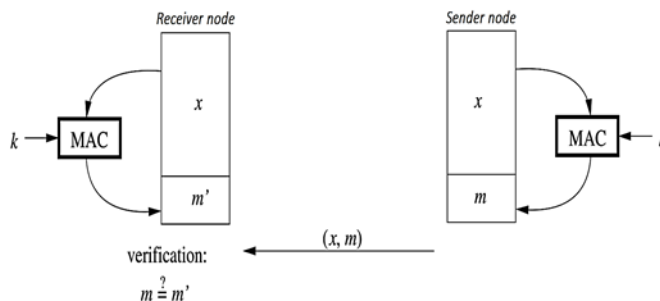 Receiver node
Sender node
x
x
k
MAC
MAC
m'
m
(x, m)
verification:
m ≟ m'